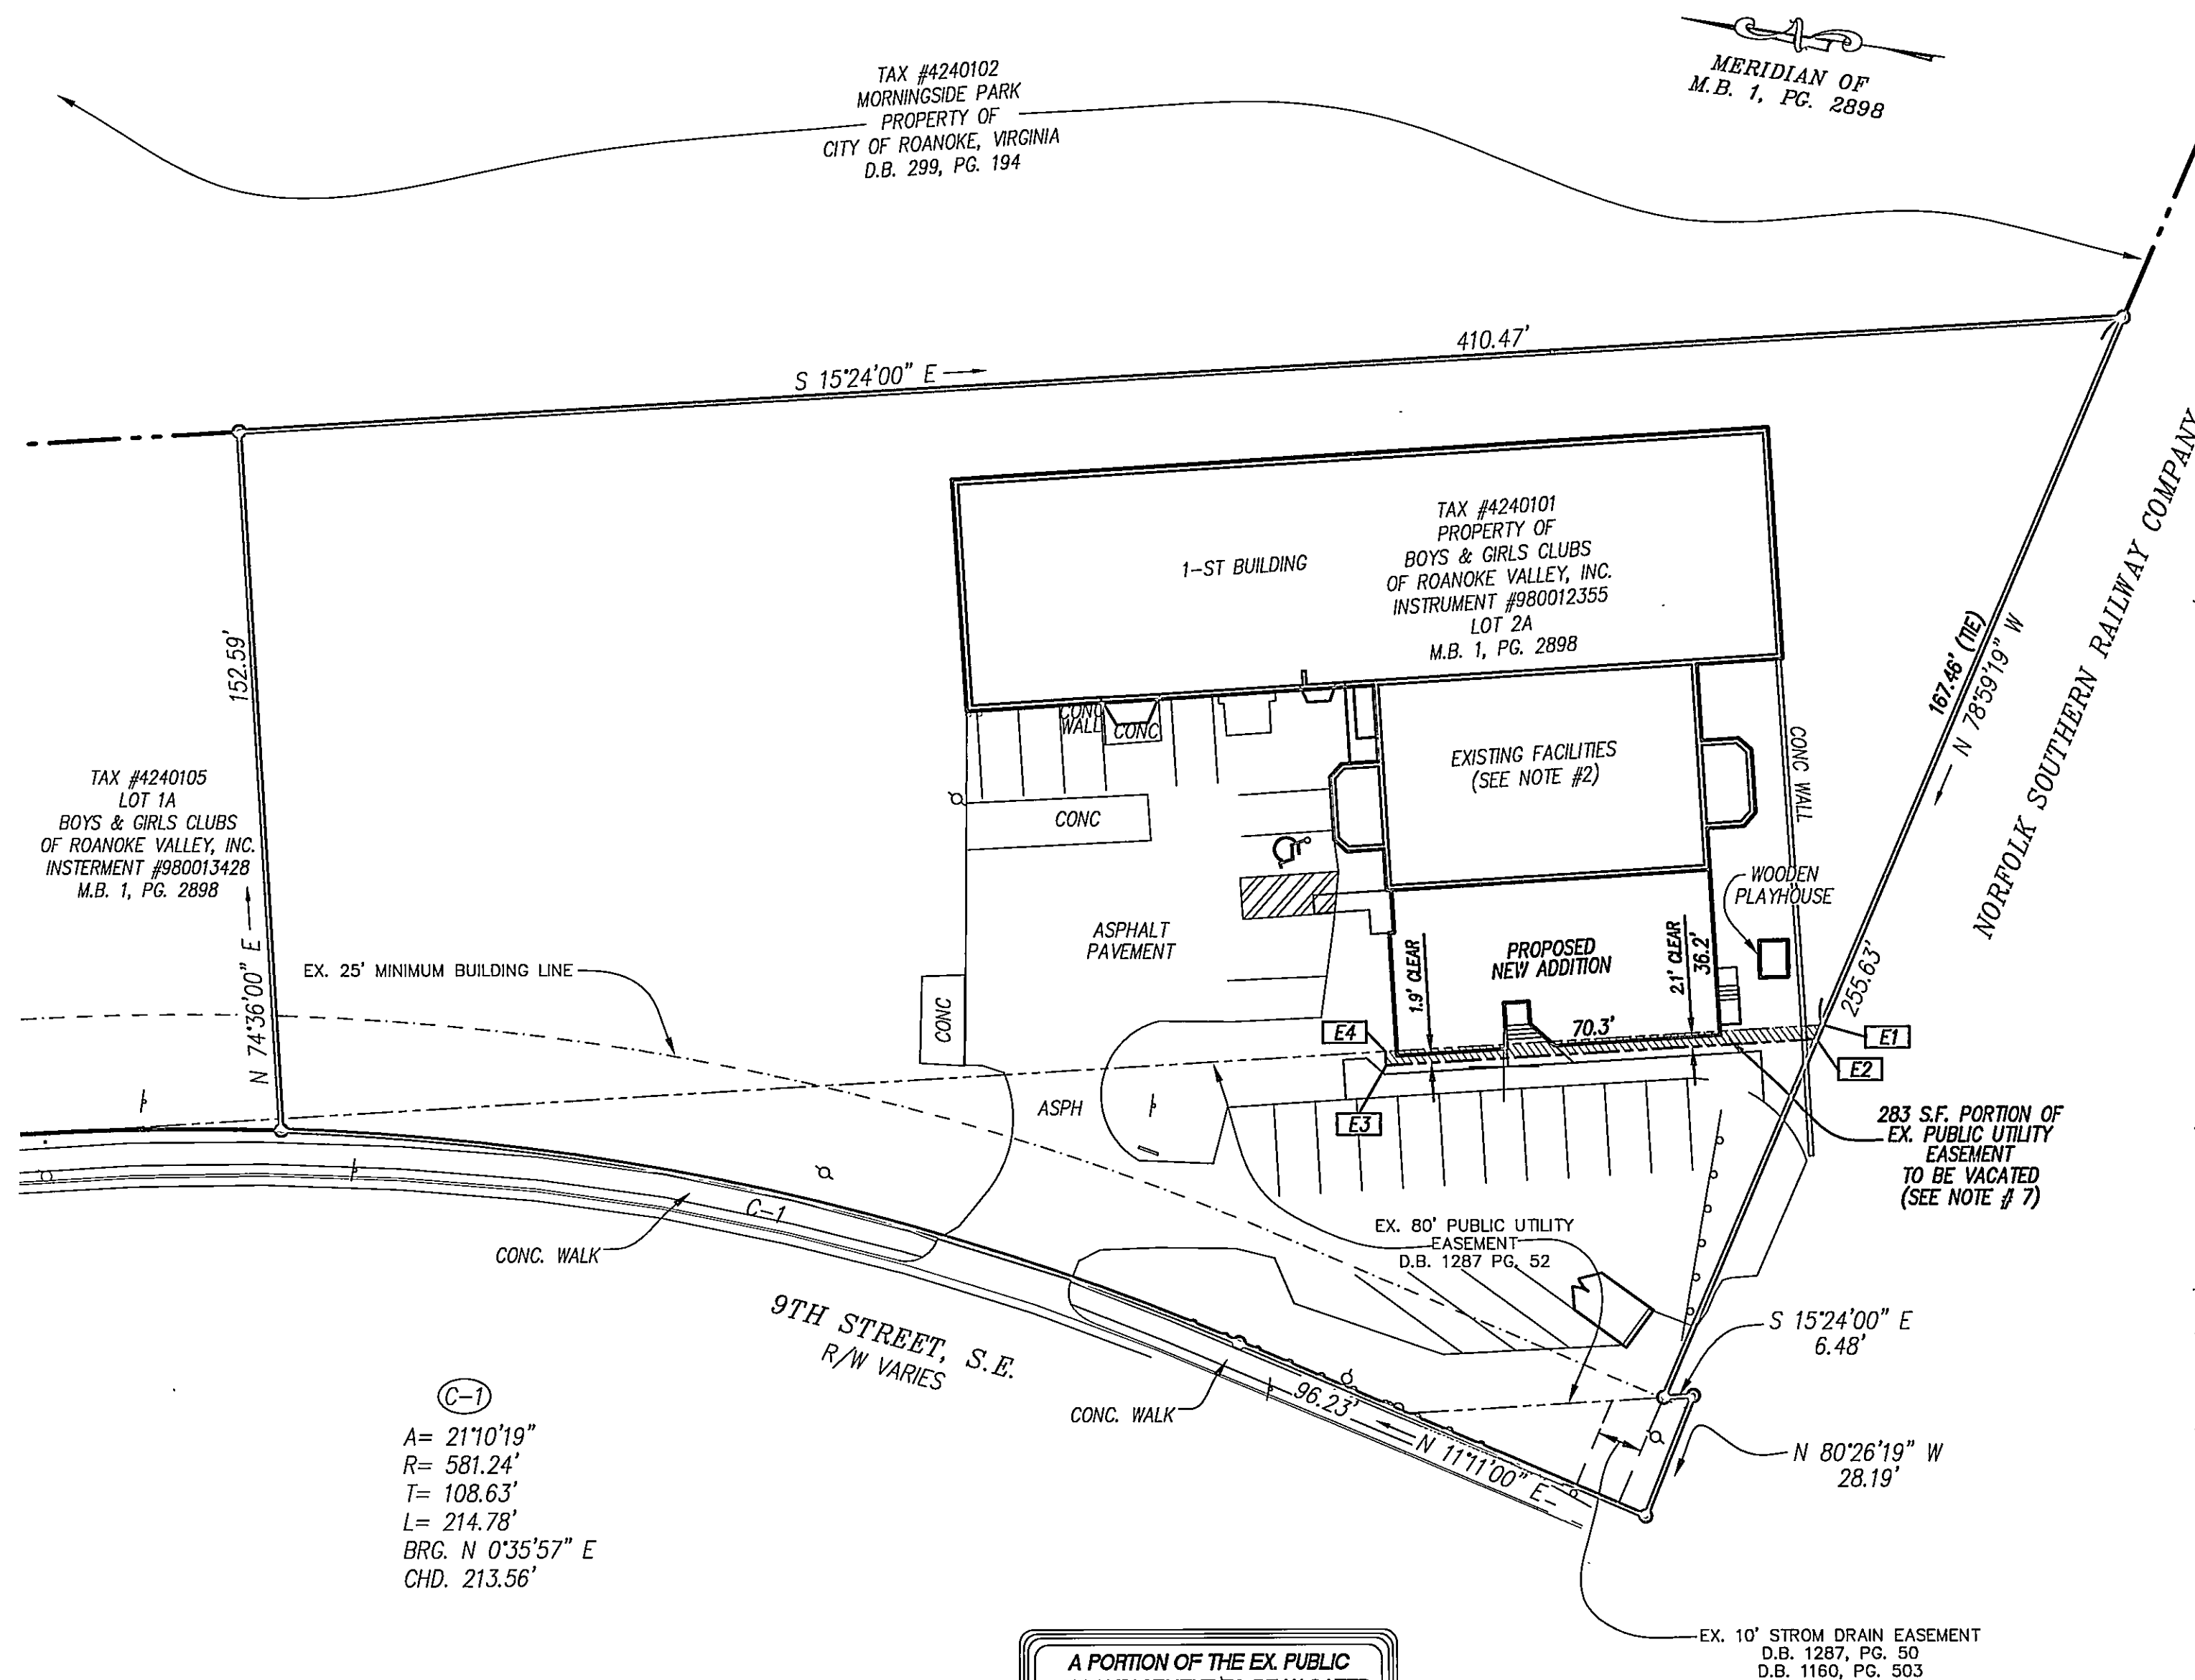 MERIDIAN OF
M.B. 1, PG. 2898
TAX #4240102
MORNINGSIDE PARK
PROPERTY OF
CITY OF ROANOKE, VIRGINIA
D.B. 299, PG. 194
S 15°24'00" E
410.47'
152.59'
N 74°36'00" E
TAX #4240105
LOT 1A
BOYS & GIRLS CLUBS
OF ROANOKE VALLEY, INC.
INSTERMENT #980013428
M.B. 1, PG. 2898
1-ST BUILDING
TAX #4240101
PROPERTY OF
BOYS & GIRLS CLUBS
OF ROANOKE VALLEY, INC.
INSTRUMENT #980012355
LOT 2A
M.B. 1, PG. 2898
167.46' (TIE)
N 78°59'19" W
NORFOLK SOUTHERN RAILWAY COMPANY
255.63'
CONC
WALL
CONC
CONC
EXISTING FACILITIES
(SEE NOTE #2)
CONC WALL
WOODEN
PLAYHOUSE
ASPHALT
PAVEMENT
CONC
PROPOSED
NEW ADDITION
1.9' CLEAR
2.1' CLEAR
36.2'
70.3'
E4
E3
E1
E2
EX. 25' MINIMUM BUILDING LINE
ASPH
283 S.F. PORTION OF
EX. PUBLIC UTILITY
EASEMENT
TO BE VACATED
(SEE NOTE # 7)
EX. 80' PUBLIC UTILITY
EASEMENT
D.B. 1287 PG. 52
C-1
CONC. WALK
9TH STREET, S.E.
R/W VARIES
CONC. WALK
96.23'
N 11°11'00" E
S 15°24'00" E
6.48'
N 80°26'19" W
28.19'
C-1
A= 21°10'19"
R= 581.24'
T= 108.63'
L= 214.78'
BRG. N 0°35'57" E
CHD. 213.56'
EX. 10' STROM DRAIN EASEMENT
D.B. 1287, PG. 50
D.B. 1160, PG. 503
A PORTION OF THE EX. PUBLIC